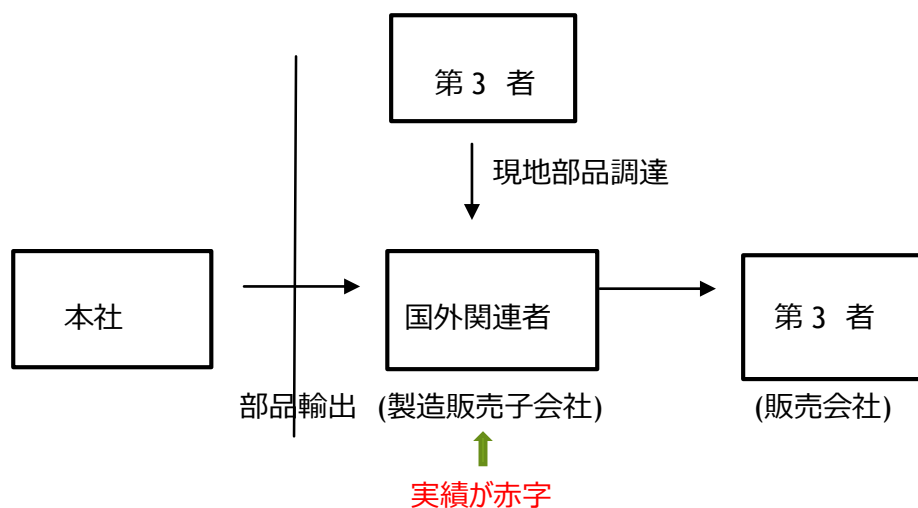 第3 者
現地部品調達
本社
国外関連者
第3 者
部品輸出
(製造販売子会社)
(販売会社)
実績が赤字